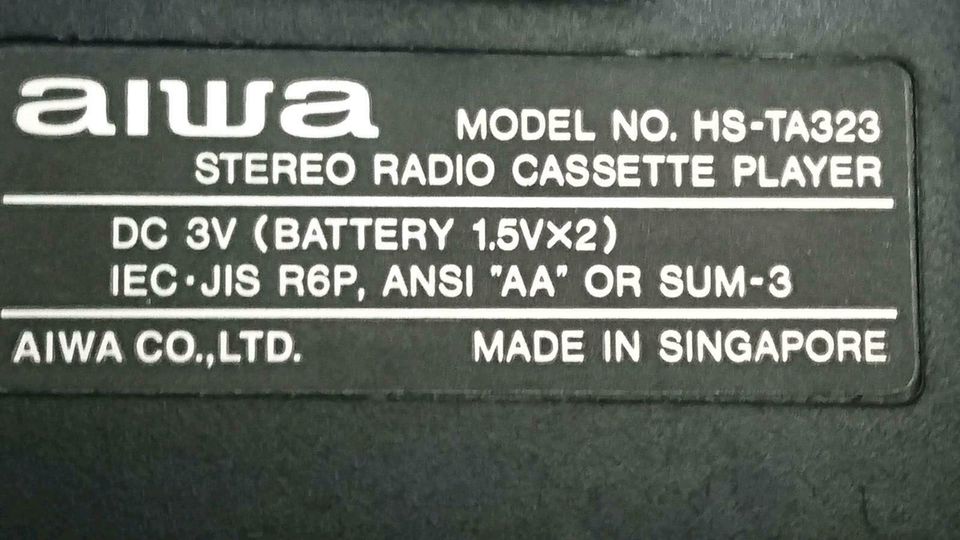 aiwa
MODEL NO. HS-TA323
STEREO RADIO CASSETTE PLAYER
DC 3V (BATTERY 1.5V×2)
IEC·JIS R6P, ANSI "AA" OR SUM-3
AIWA CO.,LTD. MADE IN SINGAPORE